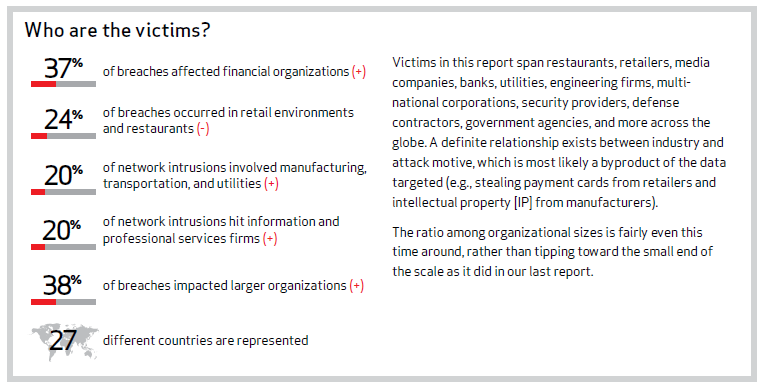 Who are the victims?
37%
of breaches affected financial organizations (+)
24%
of breaches occurred in retail environments
and restaurants (-)
20%
of network intrusions involved manufacturing,
transportation, and utilities (+)
20%
of network intrusions hit information and
professional services firms (+)
38%
of breaches impacted larger organizations (+)
27
different countries are represented
Victims in this report span restaurants, retailers, media
companies, banks, utilities, engineering firms, multi-
national corporations, security providers, defense
contractors, government agencies, and more across the
globe. A definite relationship exists between industry and
attack motive, which is most likely a byproduct of the data
targeted (e.g., stealing payment cards from retailers and
intellectual property [IP] from manufacturers).
The ratio among organizational sizes is fairly even this
time around, rather than tipping toward the small end of
the scale as it did in our last report.